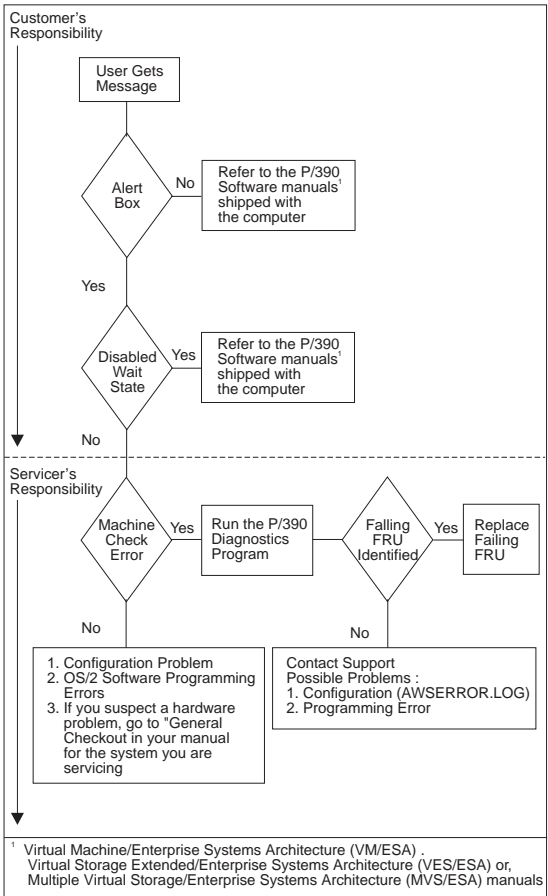 Customer's
Responsibility
User Gets
Message
Alert
Box
No
Refer to the P/390
Software manuals¹
shipped with
the computer
Yes
Disabled
Wait
State
Yes
Refer to the P/390
Software manuals¹
shipped with
the computer
No
Servicer's
Responsibility
Machine
Check
Error
Yes
Run the P/390
Diagnostics
Program
Falling
FRU
Identified
Yes
Replace
Failing
FRU
No
1. Configuration Problem
2. OS/2 Software Programming
Errors
3. If you suspect a hardware
problem, go to "General
Checkout in your manual
for the system you are
servicing
No
Contact Support
Possible Problems :
1. Configuration (AWSERROR.LOG)
2. Programming Error
¹ Virtual Machine/Enterprise Systems Architecture (VM/ESA) .
Virtual Storage Extended/Enterprise Systems Architecture (VES/ESA) or,
Multiple Virtual Storage/Enterprise Systems Architecture (MVS/ESA) manuals